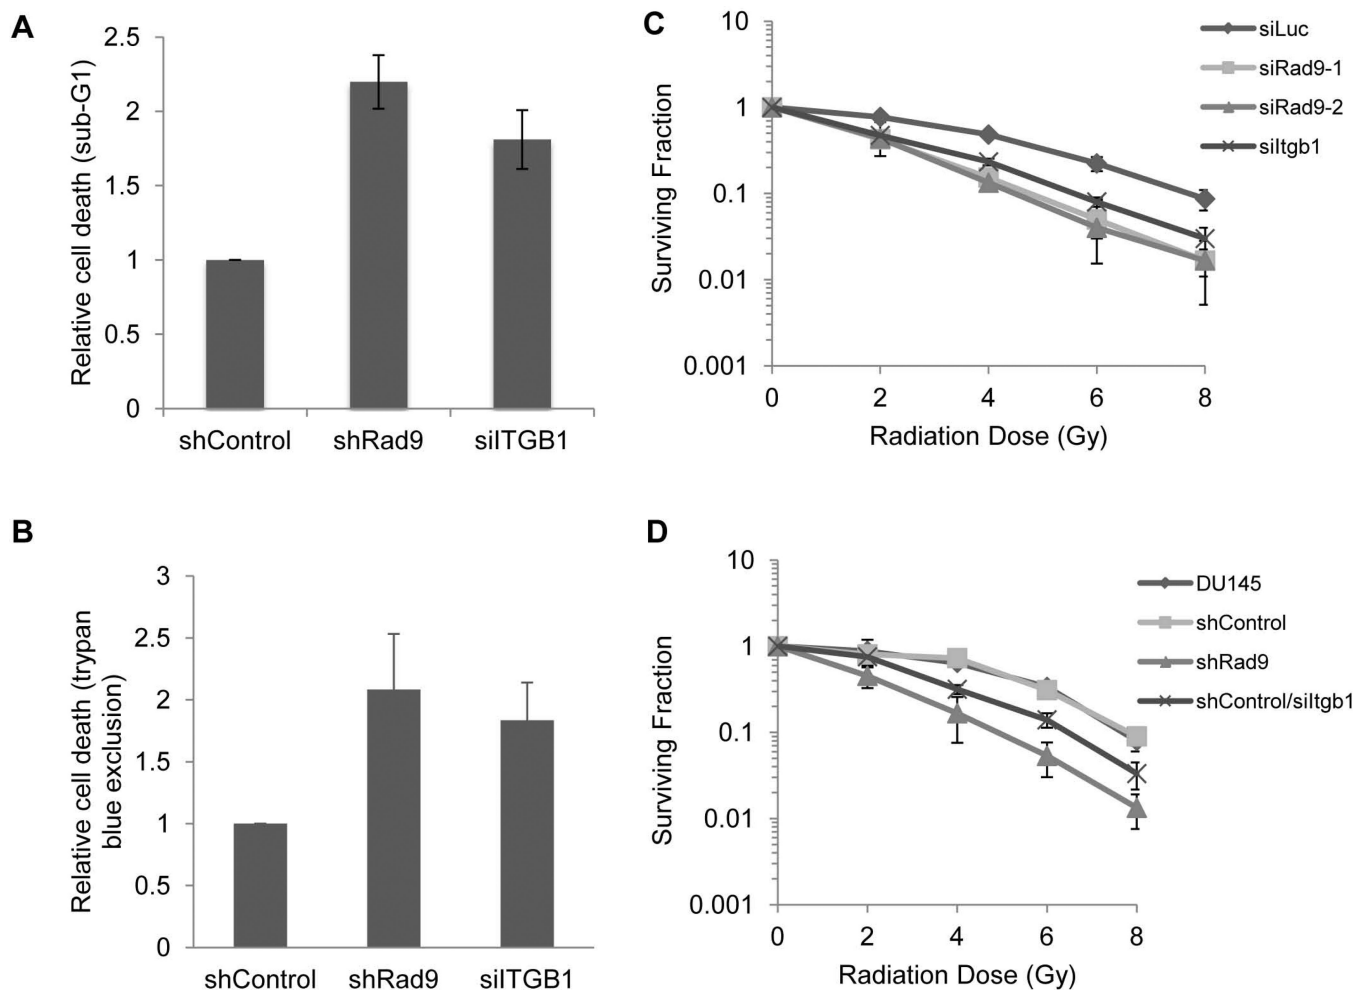 A
Relative cell death (sub-G1)
2.5
2
1.5
1
0.5
0
shControl shRad9 siITGB1
B
Relative cell death (trypan
blue exclusion)
3
2.5
2
1.5
1
0.5
0
shControl shRad9 siITGB1
C
Surviving Fraction
10
1
0.1
0.01
0.001
0 2 4 6 8
Radiation Dose (Gy)
siLuc
siRad9-1
siRad9-2
siItgb1
D
Surviving Fraction
10
1
0.1
0.01
0.001
0 2 4 6 8
Radiation Dose (Gy)
DU145
shControl
shRad9
shControl/siItgb1